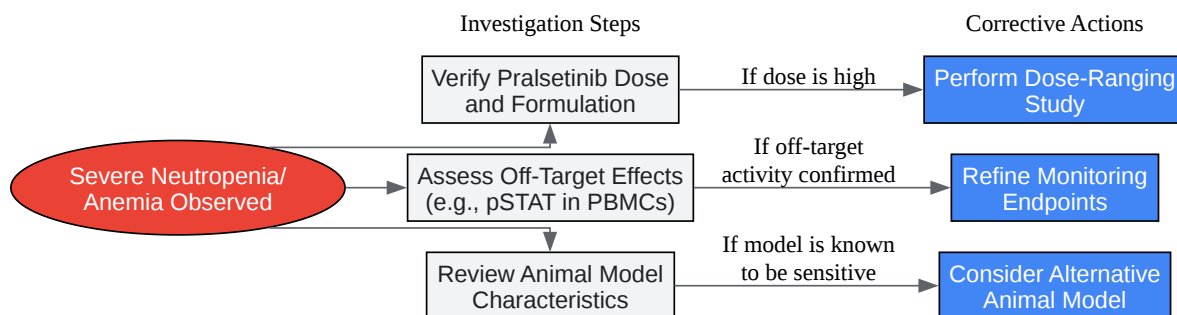 Investigation Steps
Corrective Actions
Verify Pralsetinib Dose
and Formulation
If dose is high
Perform Dose-Ranging
Study
Severe Neutropenia/
Anemia Observed
Assess Off-Target Effects
(e.g., pSTAT in PBMCs)
If off-target
activity confirmed
Refine Monitoring
Endpoints
Review Animal Model
Characteristics
If model is known
to be sensitive
Consider Alternative
Animal Model